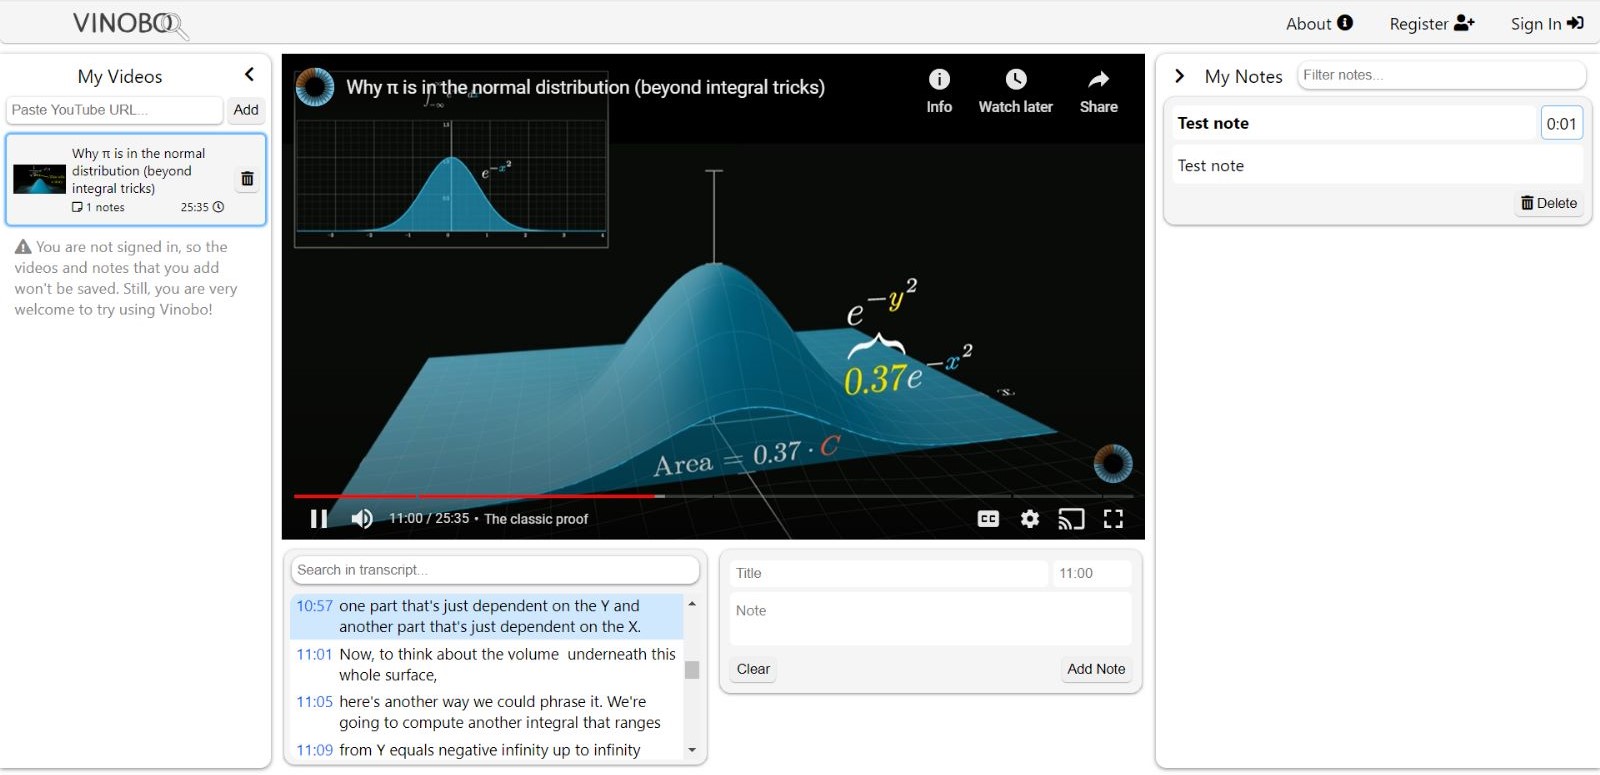 VINOBO
About
Register
Sign In
My Videos
Paste YouTube URL...
Add
Why π is in the normal
distribution (beyond
integral tricks)
1 notes
25:35
You are not signed in, so the
videos and notes that you add
won't be saved. Still, you are very
welcome to try using Vinobo!
Why π is in the normal distribution (beyond integral tricks)
Info
Watch later
Share
e^{-x^2}
e^{-y^2}
0.37e^{-x^2}
Area = 0.37 · C
11:00 / 25:35 • The classic proof
CC
Search in transcript...
10:57 one part that's just dependent on the Y and
another part that's just dependent on the X.
11:01 Now, to think about the volume underneath this
whole surface,
11:05 here's another way we could phrase it. We're
going to compute another integral that ranges
11:09 from Y equals negative infinity up to infinity
Title
11:00
Note
Clear
Add Note
My Notes
Filter notes...
Test note
0:01
Test note
Delete